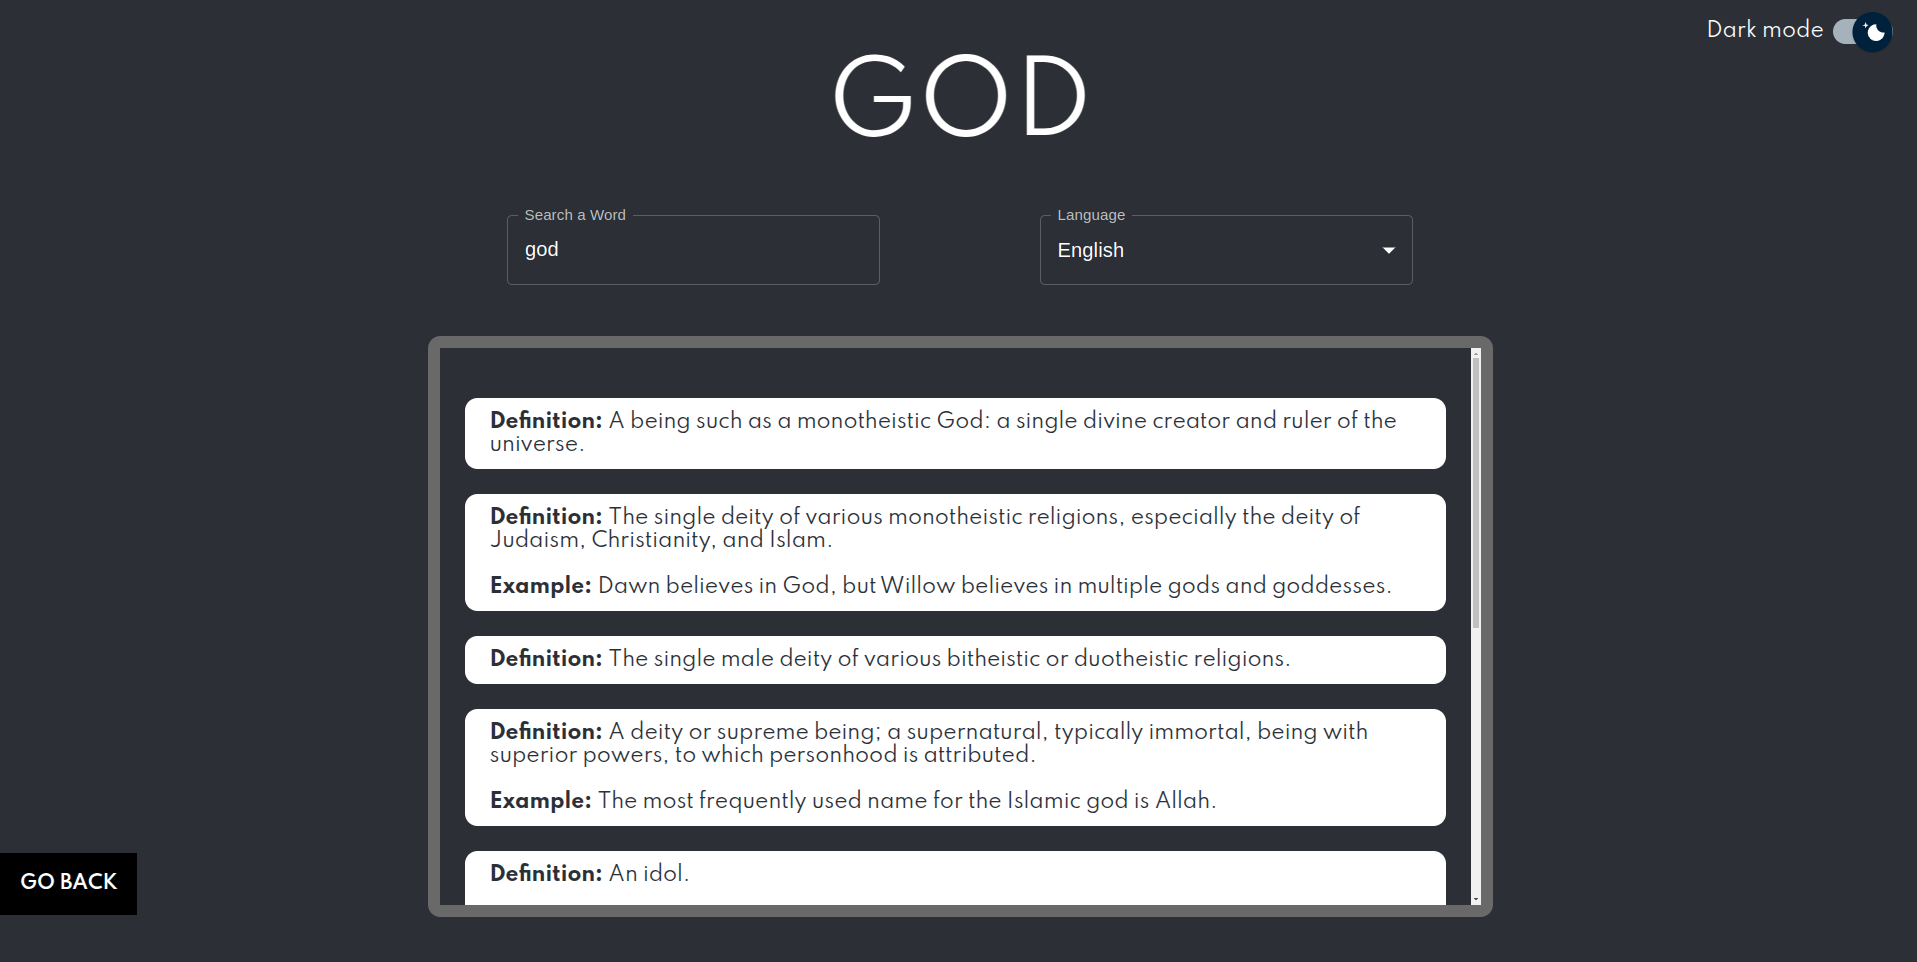 Dark mode
GOD
Search a Word
god
Language
English
Definition: A being such as a monotheistic God: a single divine creator and ruler of the
universe.
Definition: The single deity of various monotheistic religions, especially the deity of
Judaism, Christianity, and Islam.
Example: Dawn believes in God, but Willow believes in multiple gods and goddesses.
Definition: The single male deity of various bitheistic or duotheistic religions.
Definition: A deity or supreme being; a supernatural, typically immortal, being with
superior powers, to which personhood is attributed.
Example: The most frequently used name for the Islamic god is Allah.
Definition: An idol.
GO BACK